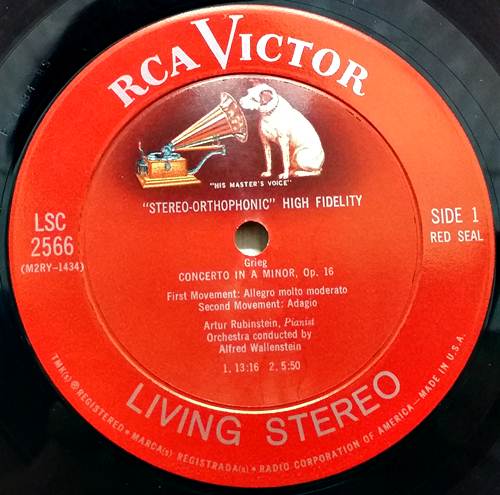 RCA VICTOR
"HIS MASTER'S VOICE"
"STEREO-ORTHOPHONIC" HIGH FIDELITY
LSC
2566
(M2RY-1434)
SIDE 1
RED SEAL
Grieg
CONCERTO IN A MINOR, Op. 16
First Movement: Allegro molto moderato
Second Movement: Adagio
Artur Rubinstein, Pianist
Orchestra conducted by
Alfred Wallenstein
1. 13:16 2. 5:50
LIVING STEREO
TMK(s) ® REGISTERED • MARCA(s) REGISTRADA(s) • RADIO CORPORATION OF AMERICA—MADE IN U.S.A.